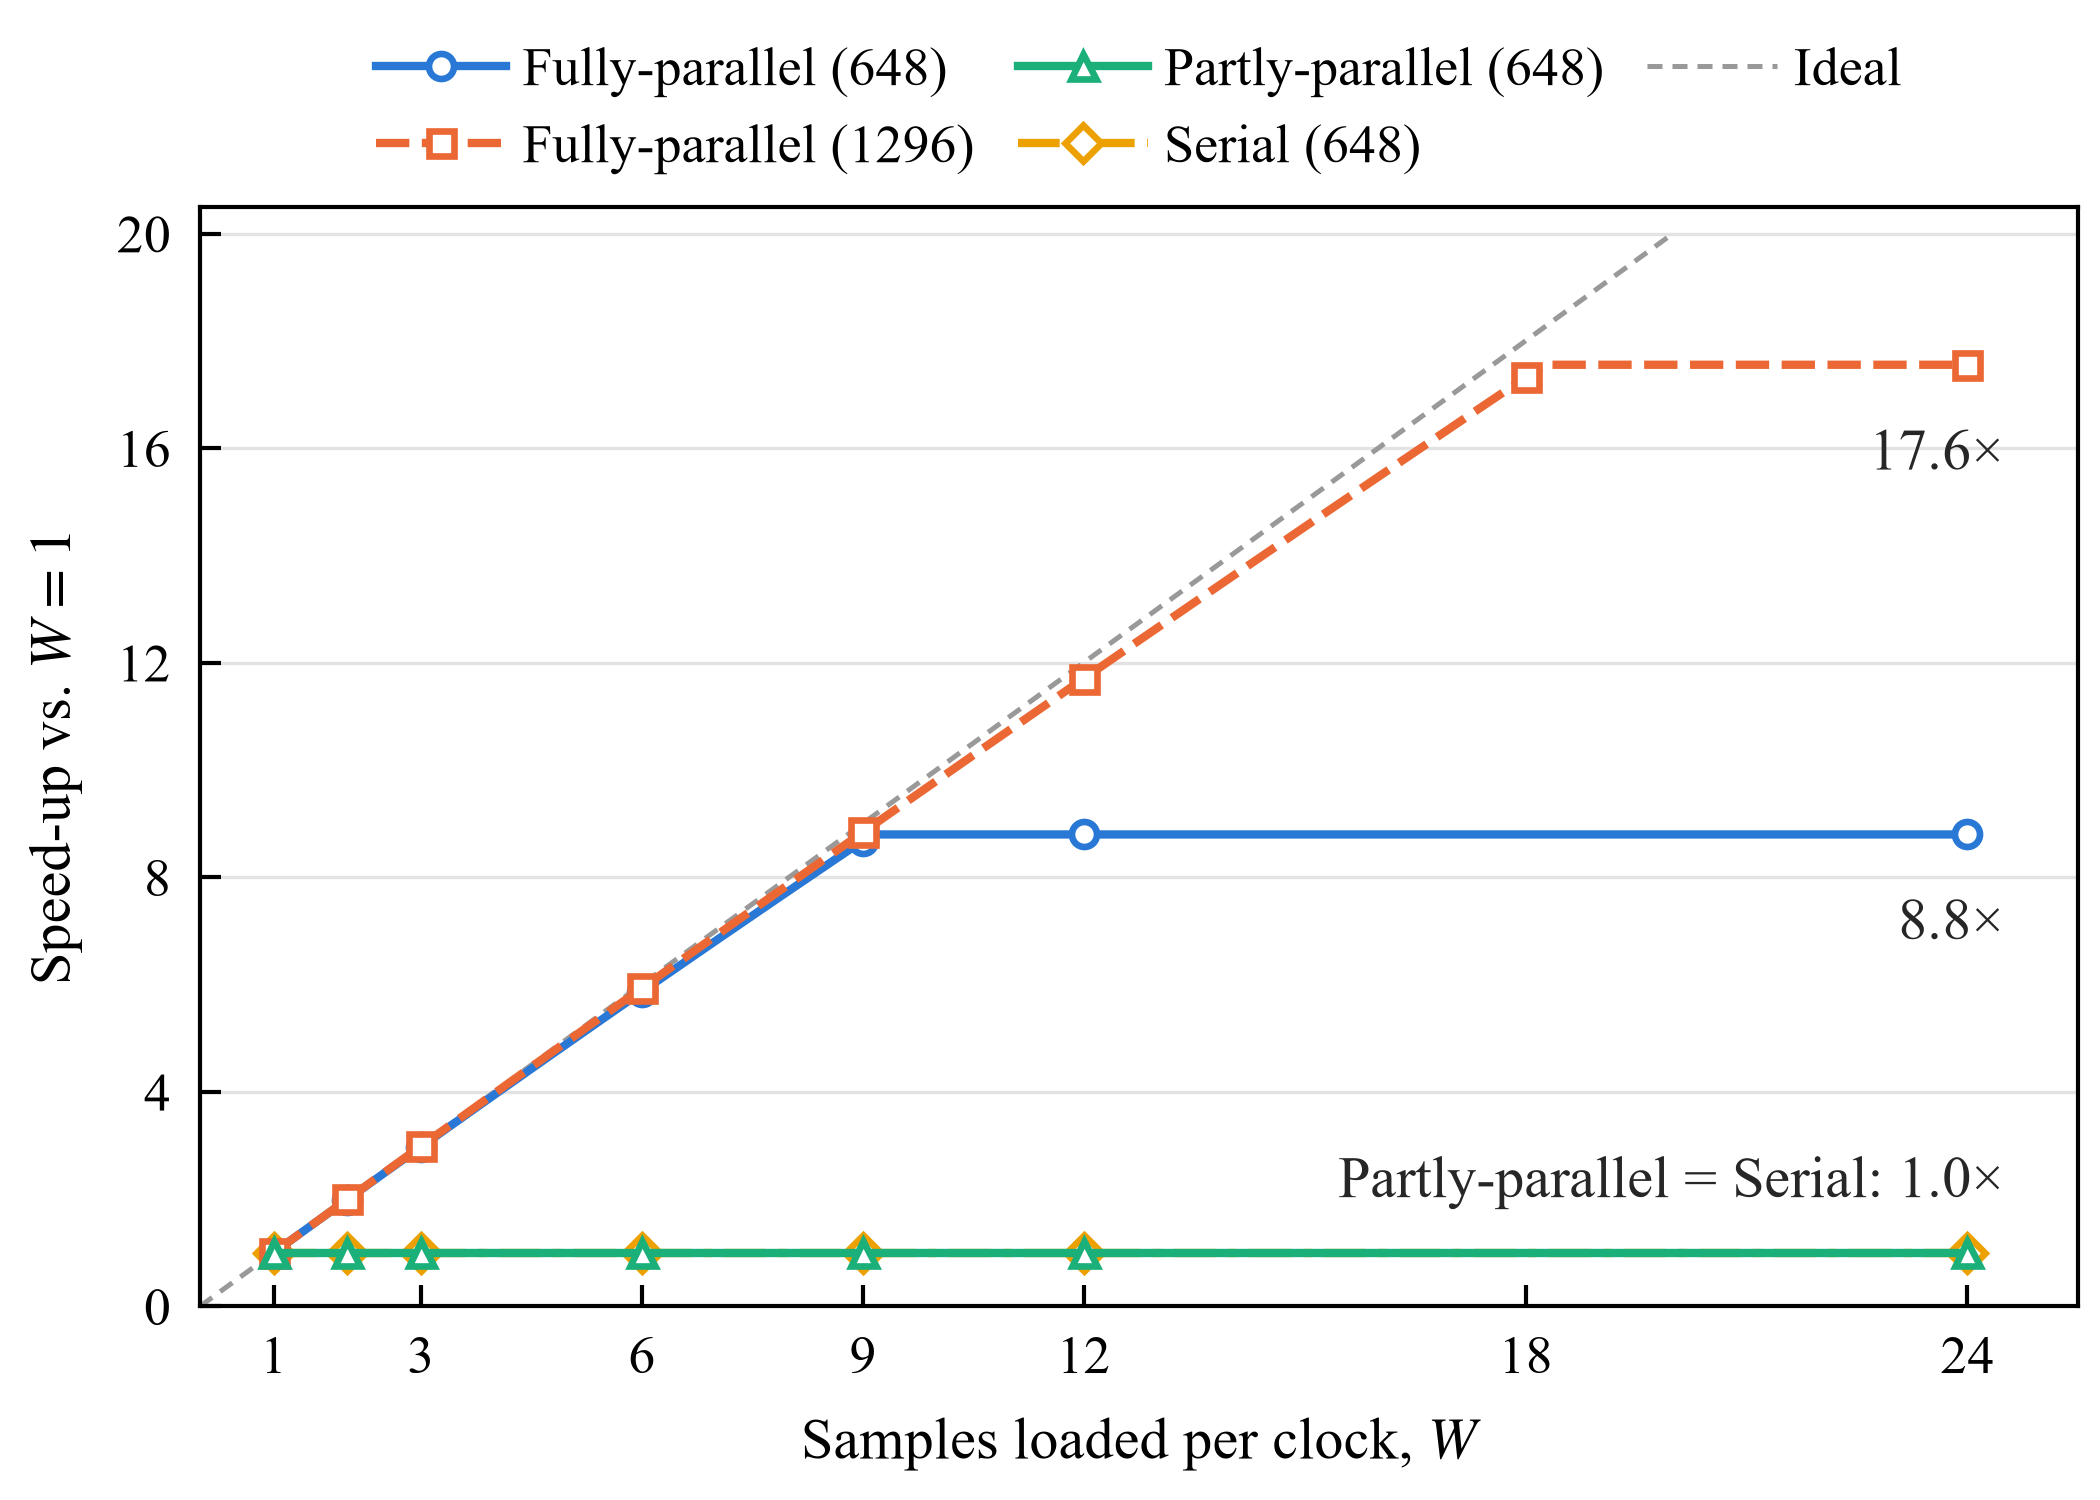 Fully-parallel (648)
Partly-parallel (648)
Ideal
Fully-parallel (1296)
Serial (648)
20
16
12
8
4
0
Speed-up vs. W = 1
17.6×
8.8×
Partly-parallel = Serial: 1.0×
1
3
6
9
12
18
24
Samples loaded per clock, W